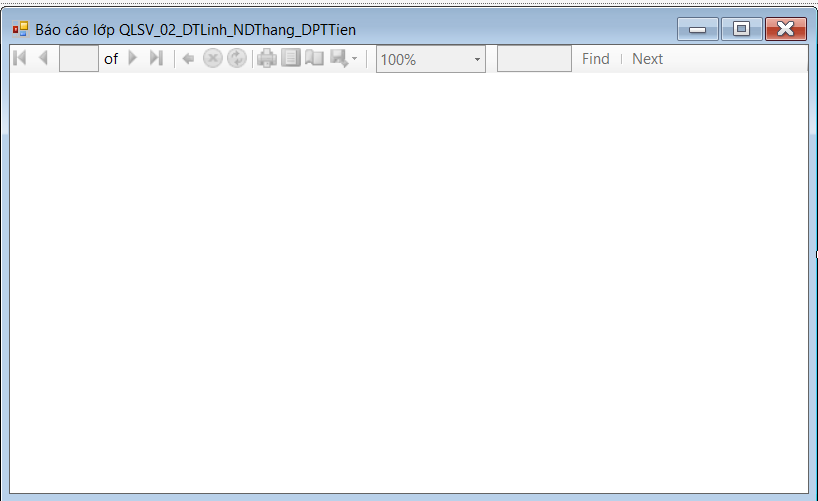 Báo cáo lớp QLSV_02_DTLinh_NDThang_DPTTien
of 100% Find Next